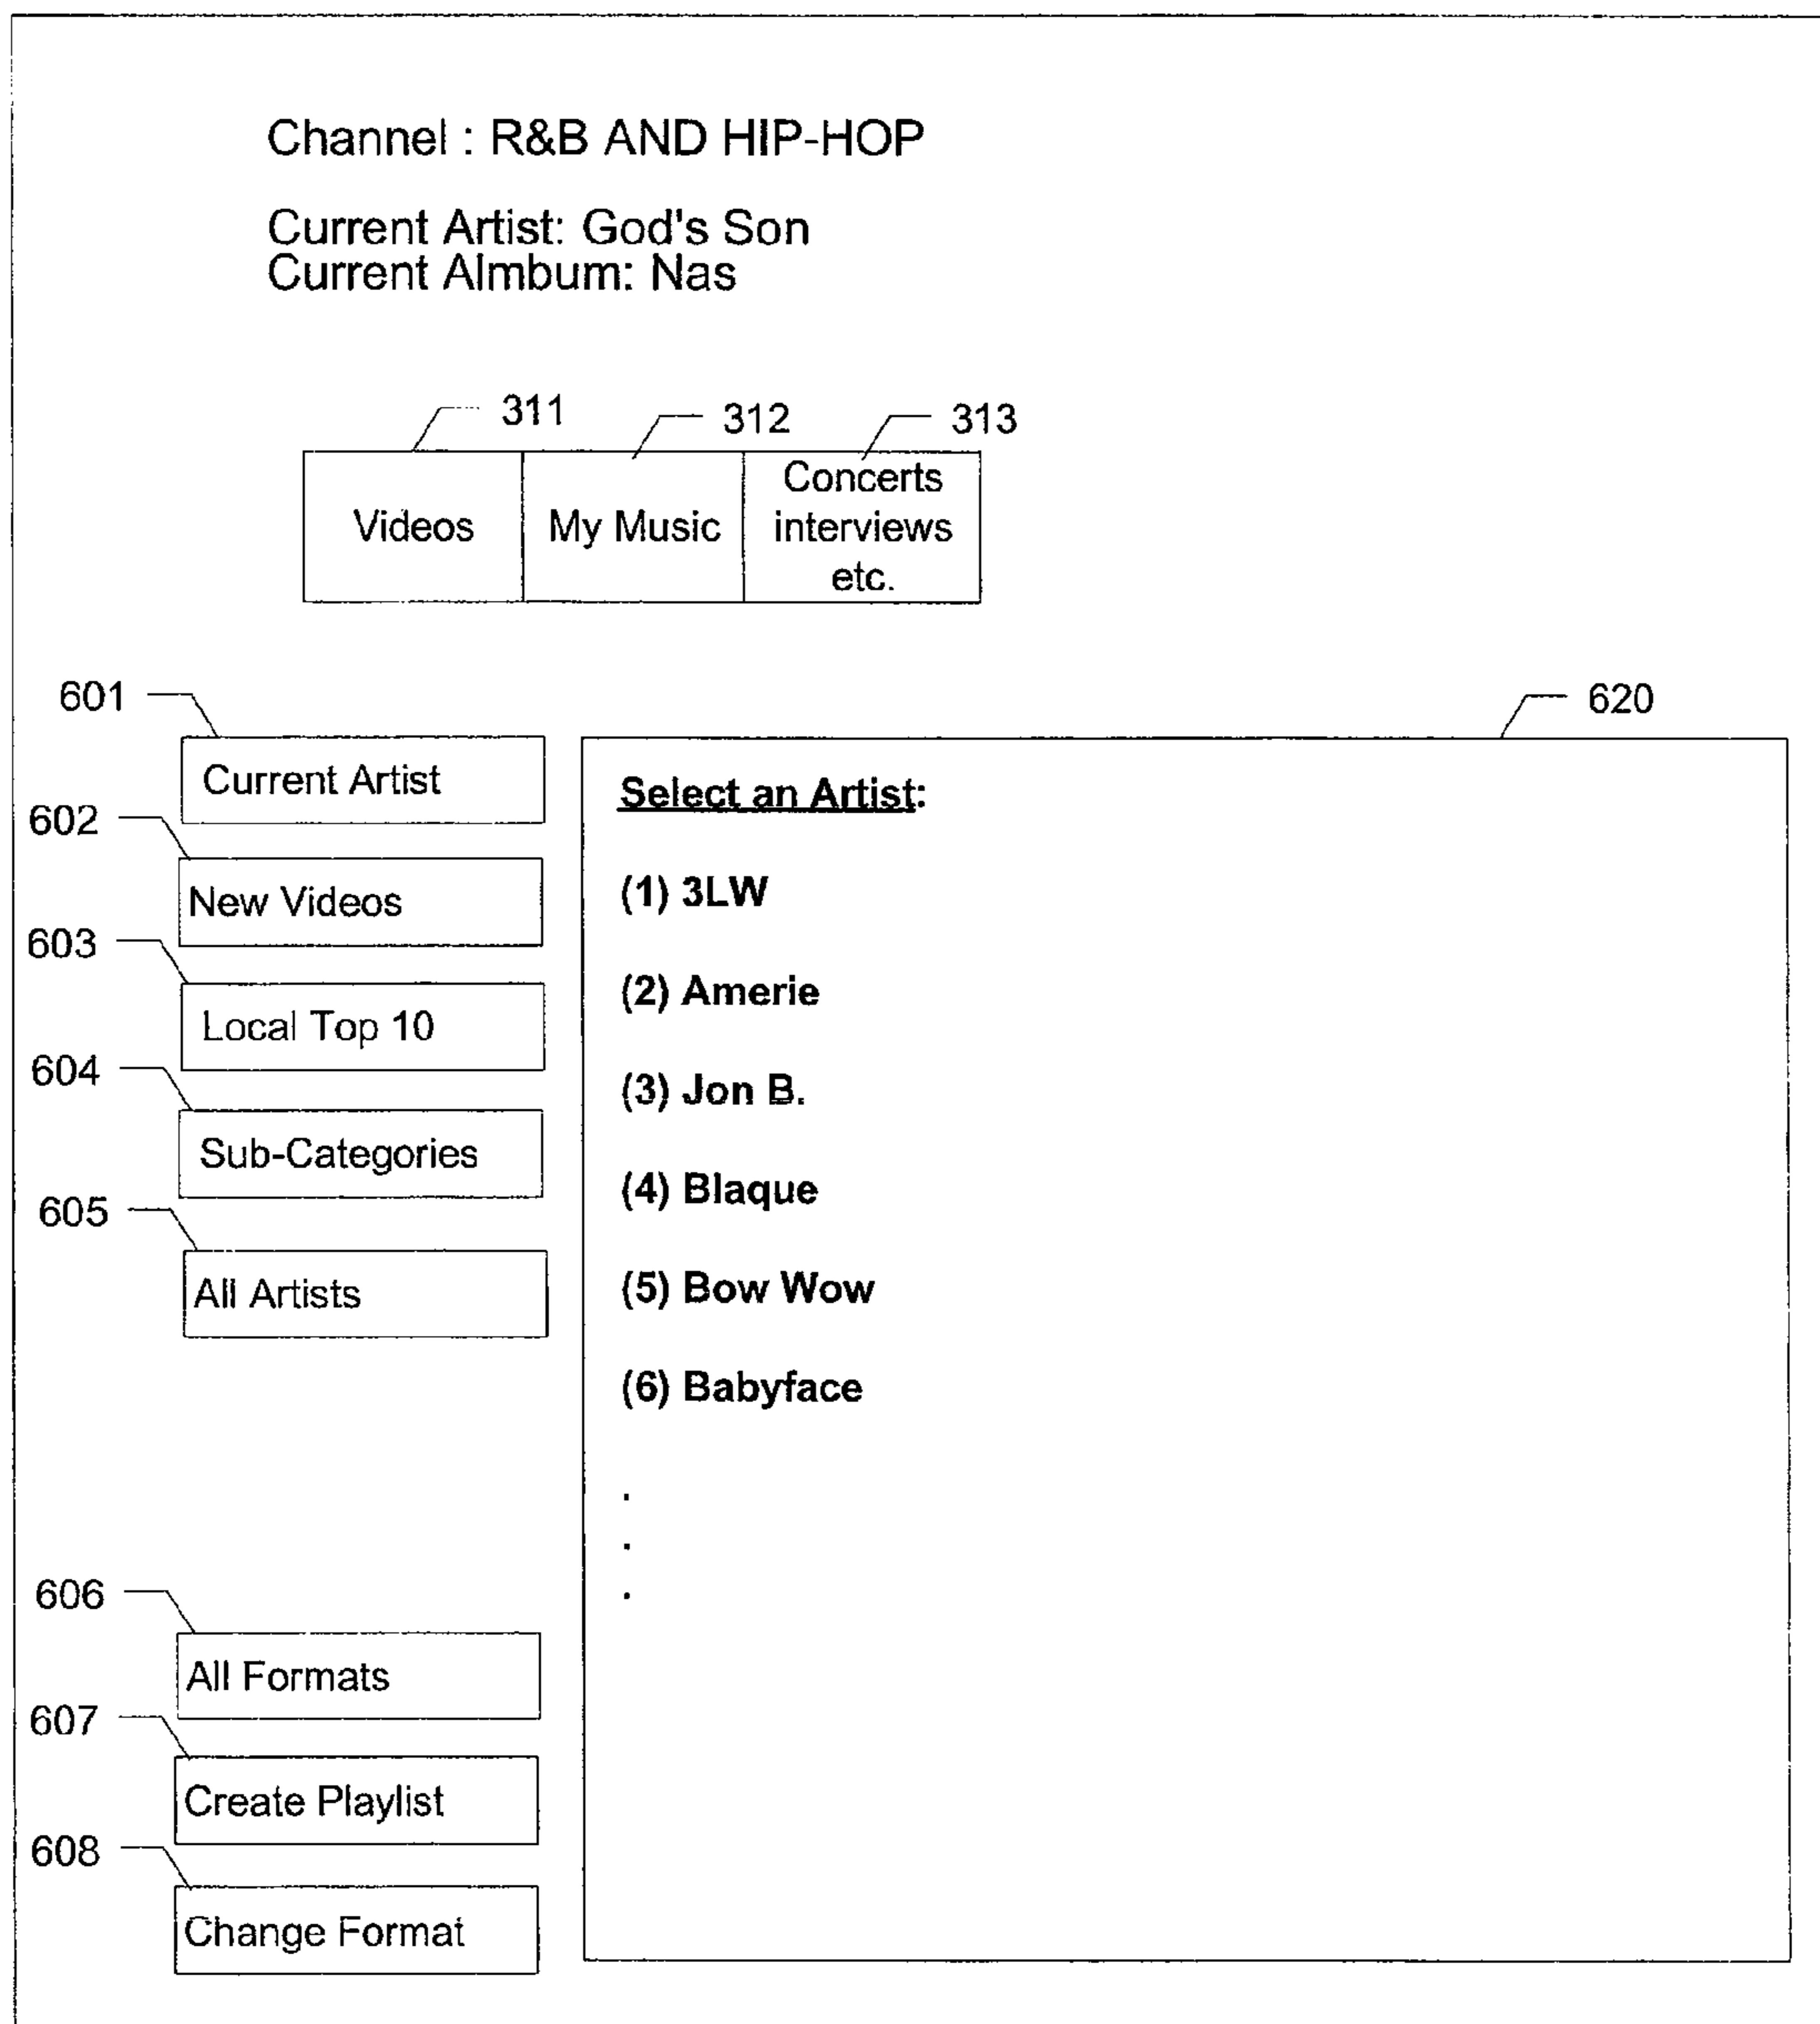 Channel : R&B AND HIP-HOP
Current Artist: God's Son
Current Almbum: Nas
311
312
313
Videos
My Music
Concerts
interviews
etc.
601
Current Artist
602
New Videos
603
Local Top 10
604
Sub-Categories
605
All Artists
606
All Formats
607
Create Playlist
608
Change Format
620
Select an Artist:
(1) 3LW
(2) Amerie
(3) Jon B.
(4) Blaque
(5) Bow Wow
(6) Babyface
.
.
.